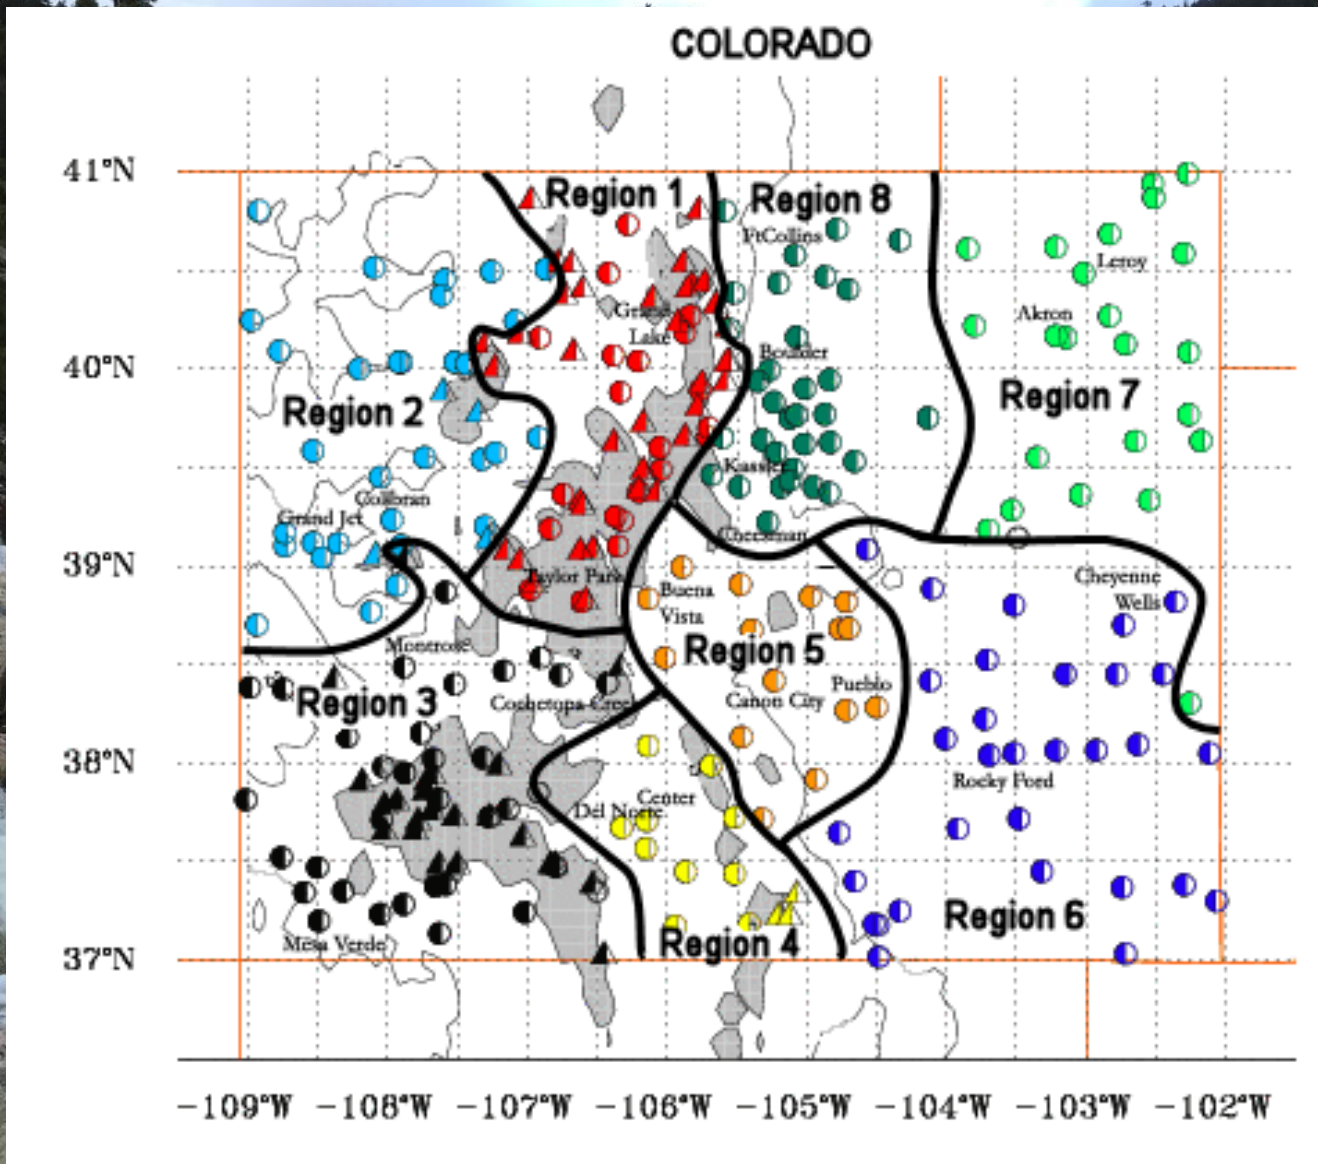 COLORADO
41°N
Region 1
Region 8
FtCollins
Leroy
Grand
Lake
Akron
Boulder
40°N
Region 2
Region 7
Kassler
Collbran
Grand Jct
Cheesman
39°N
Taylor Park
Buena
Vista
Cheyenne
Wells
Montrose
Region 5
Region 3
Cochetopa Creek
Canon City
Pueblo
38°N
Rocky Ford
Del Norte
Center
Region 6
Mesa Verde
Region 4
37°N
-109°W -108°W -107°W -106°W -105°W -104°W -103°W -102°W